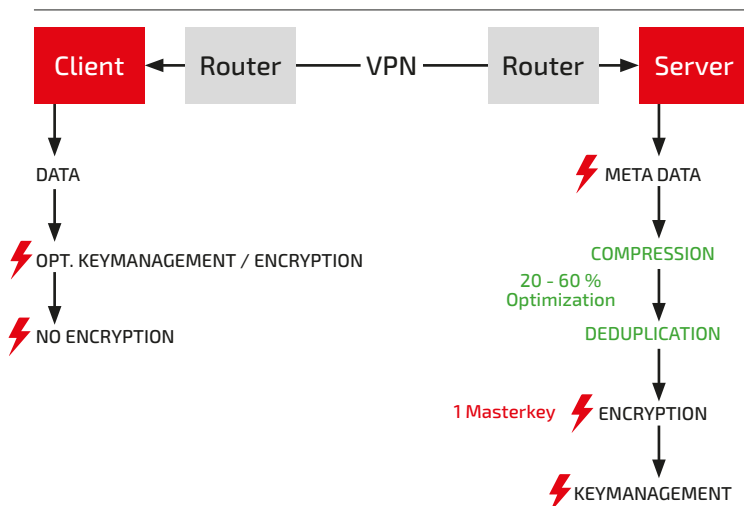 Client
Router
VPN
Router
Server
DATA
META DATA
OPT. KEYMANAGEMENT / ENCRYPTION
COMPRESSION
20 - 60 %
Optimization
NO ENCRYPTION
DEDUPLICATION
1 Masterkey
ENCRYPTION
KEYMANAGEMENT